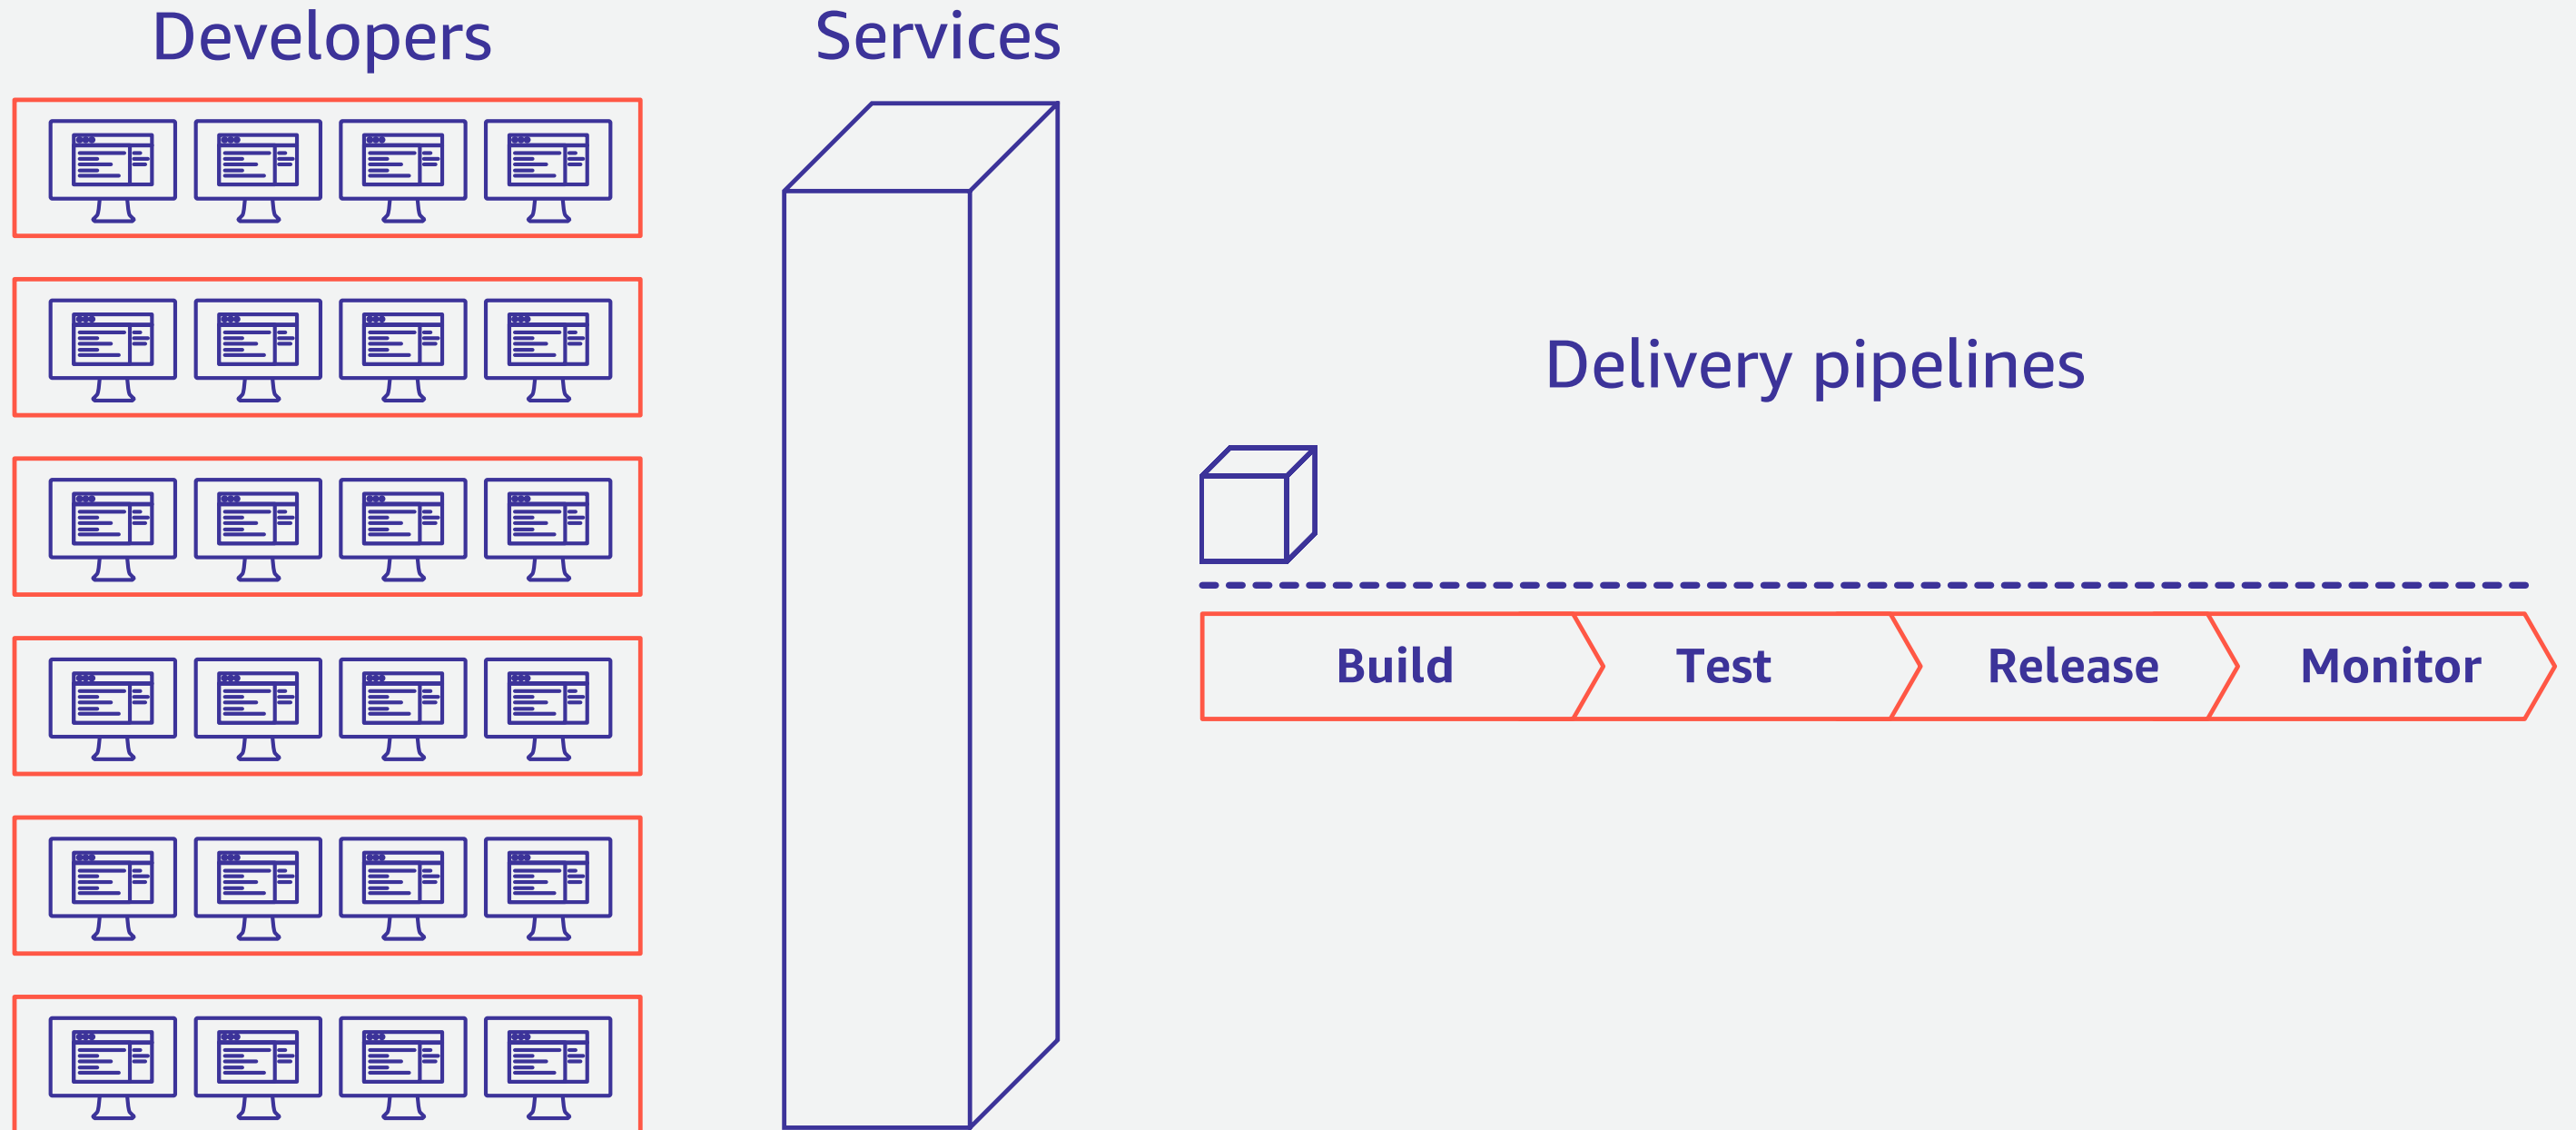 Developers
Services
Delivery pipelines
Build
Test
Release
Monitor